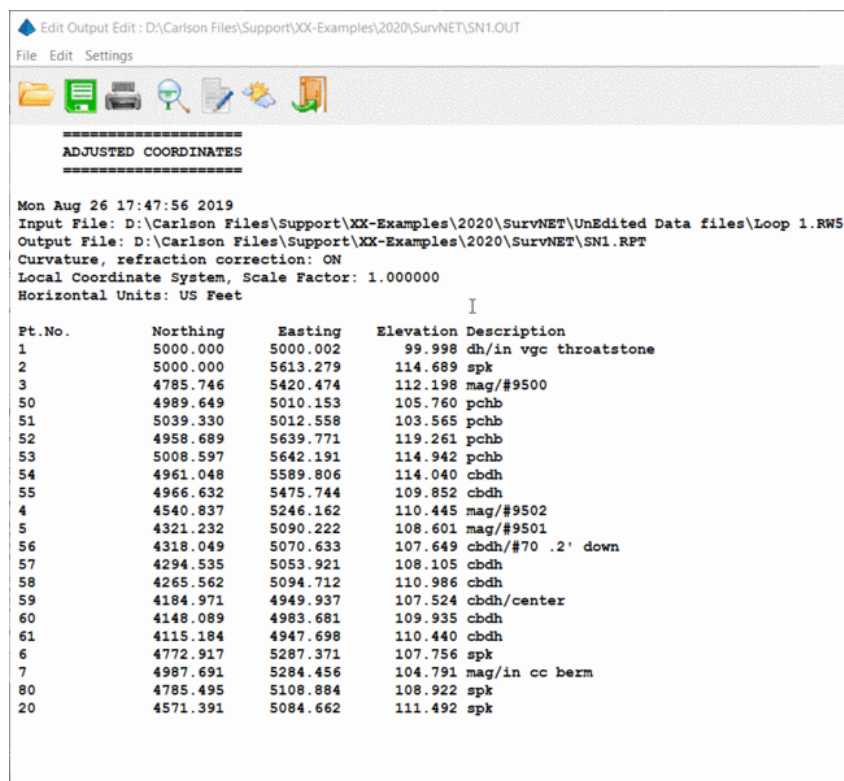 Edit Output Edit : D:\Carlson Files\Support\XX-Examples\2020\SurvNET\SN1.OUT
File Edit Settings
====================
ADJUSTED COORDINATES
====================
Mon Aug 26 17:47:56 2019
Input File: D:\Carlson Files\Support\XX-Examples\2020\SurvNET\UnEdited Data files\Loop 1.RW5
Output File: D:\Carlson Files\Support\XX-Examples\2020\SurvNET\SN1.RPT
Curvature, refraction correction: ON
Local Coordinate System, Scale Factor: 1.000000
Horizontal Units: US Feet
Pt.No. Northing Easting Elevation Description
1 5000.000 5000.002 99.998 dh/in vgc throatstone
2 5000.000 5613.279 114.689 spk
3 4785.746 5420.474 112.198 mag/#9500
50 4989.649 5010.153 105.760 pchb
51 5039.330 5012.558 103.565 pchb
52 4958.689 5639.771 119.261 pchb
53 5008.597 5642.191 114.942 pchb
54 4961.048 5589.806 114.040 cbdh
55 4966.632 5475.744 109.852 cbdh
4 4540.837 5246.162 110.445 mag/#9502
5 4321.232 5090.222 108.601 mag/#9501
56 4318.049 5070.633 107.649 cbdh/#70 .2' down
57 4294.535 5053.921 108.105 cbdh
58 4265.562 5094.712 110.986 cbdh
59 4184.971 4949.937 107.524 cbdh/center
60 4148.089 4983.681 109.935 cbdh
61 4115.184 4947.698 110.440 cbdh
6 4772.917 5287.371 107.756 spk
7 4987.691 5284.456 104.791 mag/in cc berm
80 4785.495 5108.884 108.922 spk
20 4571.391 5084.662 111.492 spk